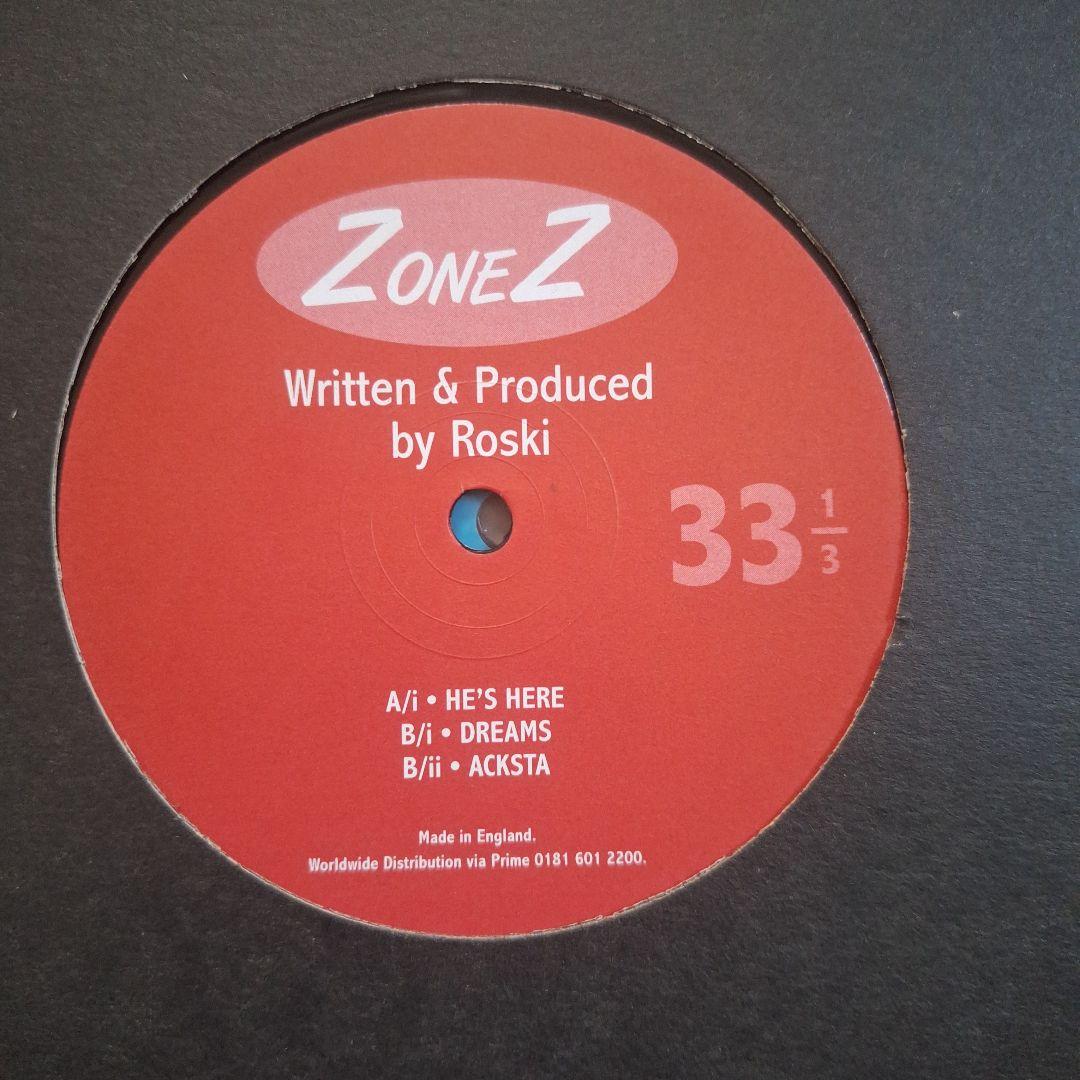 ZONEZ
Written & Produced
by Roski
33 1/3
A/i • HE'S HERE
B/i • DREAMS
B/ii • ACKSTA
Made in England.
Worldwide Distribution via Prime 0181 601 2200.